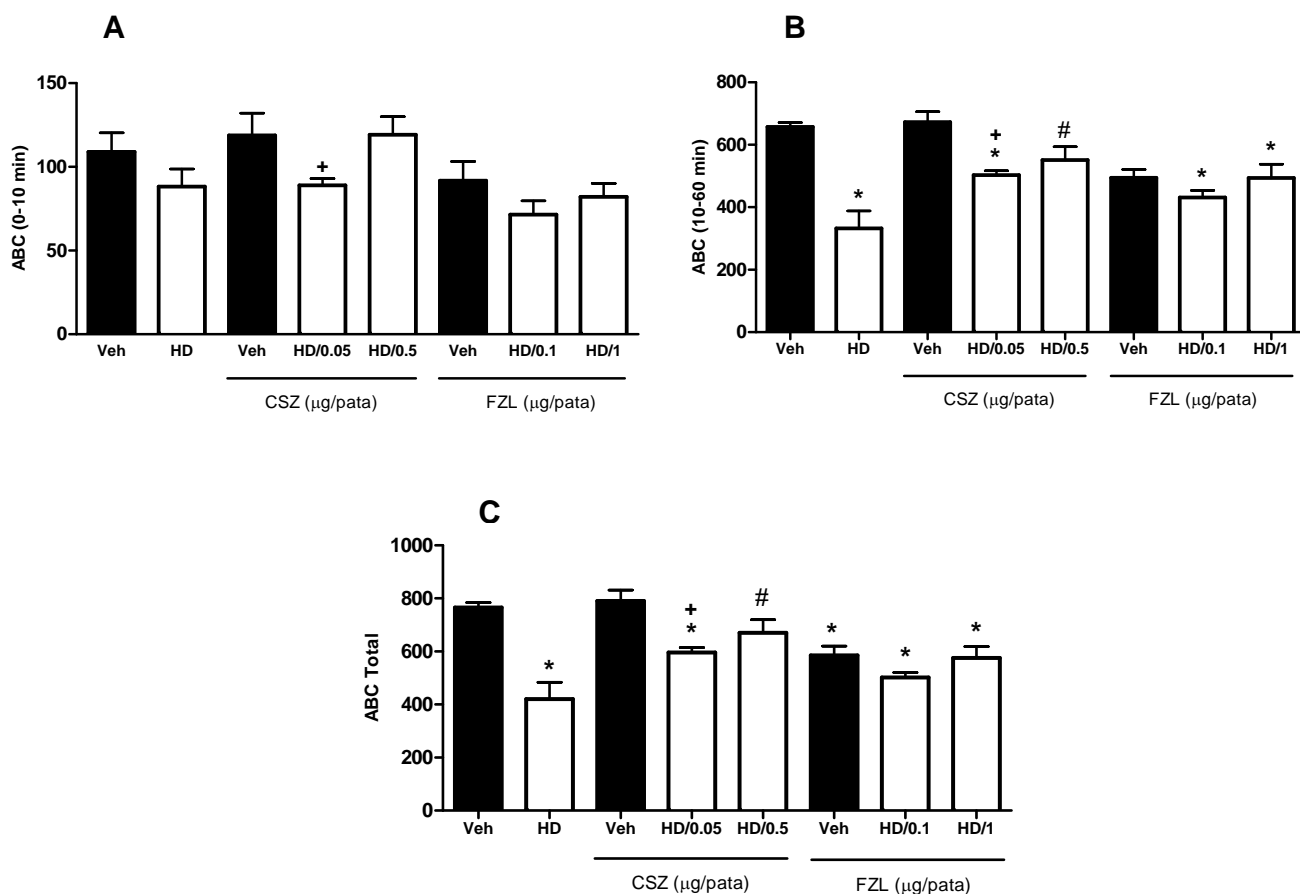 A
ABC (0-10 min)
150
100
50
0
+
Veh HD Veh HD/0.05 HD/0.5 Veh HD/0.1 HD/1
CSZ (μg/pata) FZL (μg/pata)
B
ABC (10-60 min)
800
600
400
200
0
*
+
*
#
*
*
Veh HD Veh HD/0.05 HD/0.5 Veh HD/0.1 HD/1
CSZ (μg/pata) FZL (μg/pata)
C
ABC Total
1000
800
600
400
200
0
*
+
*
#
*
*
*
Veh HD Veh HD/0.05 HD/0.5 Veh HD/0.1 HD/1
CSZ (μg/pata) FZL (μg/pata)